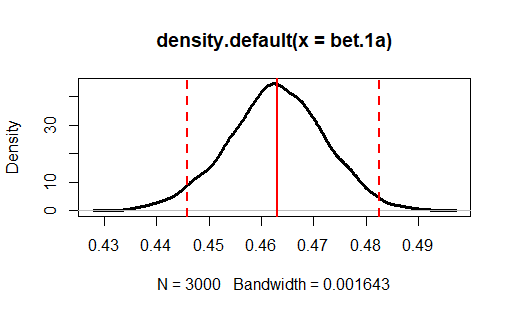 density.default(x = bet.1a)
Density
30
10
0
0.43 0.44 0.45 0.46 0.47 0.48 0.49
N = 3000 Bandwidth = 0.001643